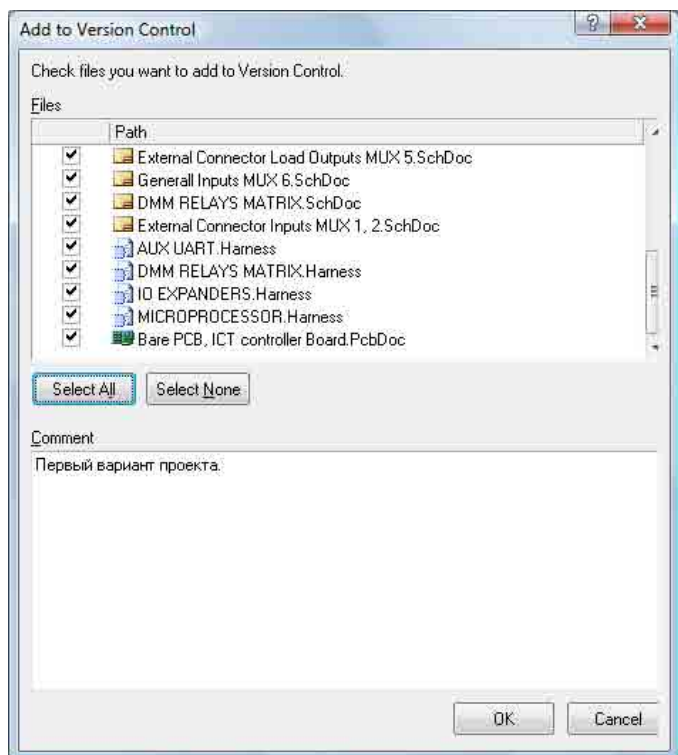 Add to Version Control
Check files you want to add to Version Control.
Files
Path
External Connector Load Outputs MUX 5.SchDoc
Generall Inputs MUX 6.SchDoc
DMM RELAYS MATRIX.SchDoc
External Connector Inputs MUX 1, 2.SchDoc
AUX UART.Harness
DMM RELAYS MATRIX.Harness
IO EXPANDERS.Harness
MICROPROCESSOR.Harness
Bare PCB, ICT controller Board.PcbDoc
Select All Select None
Comment
Первый вариант проекта.
OK Cancel